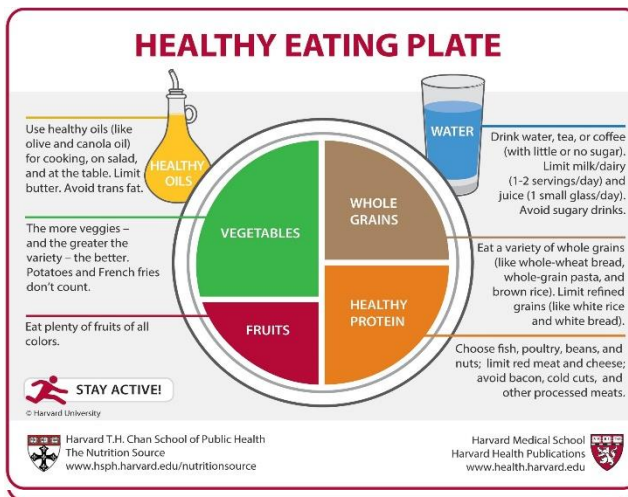 HEALTHY EATING PLATE
Use healthy oils (like
olive and canola oil)
for cooking, on salad,
and at the table. Limit
butter. Avoid trans fat.
HEALTHY
OILS
The more veggies –
and the greater the
variety – the better.
Potatoes and French fries
don’t count.
Eat plenty of fruits of all
colors.
VEGETABLES
FRUITS
WHOLE
GRAINS
HEALTHY
PROTEIN
WATER
Drink water, tea, or coffee
(with little or no sugar).
Limit milk/dairy
(1-2 servings/day) and
juice (1 small glass/day).
Avoid sugary drinks.
Eat a variety of whole grains
(like whole-wheat bread,
whole-grain pasta, and
brown rice). Limit refined
grains (like white rice
and white bread).
Choose fish, poultry, beans, and
nuts; limit red meat and cheese;
avoid bacon, cold cuts, and
other processed meats.
STAY ACTIVE!
© Harvard University
Harvard T.H. Chan School of Public Health
The Nutrition Source
www.hsph.harvard.edu/nutritionsource
Harvard Medical School
Harvard Health Publications
www.health.harvard.edu